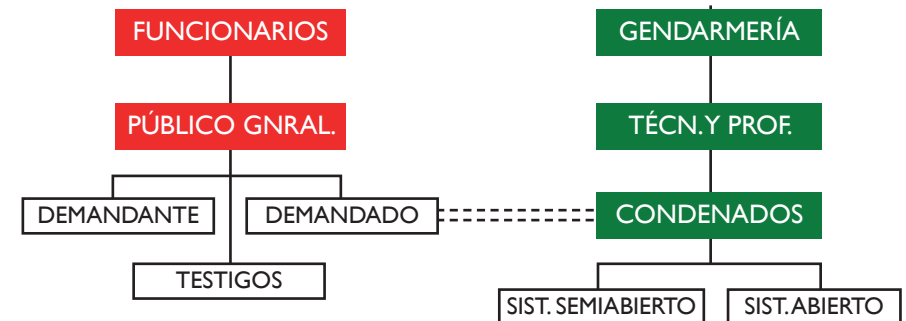 FUNCIONARIOS
GENDARMERÍA
PÚBLICO GNRAL.
TÉCN. Y PROF.
DEMANDANTE
DEMANDADO
CONDENADOS
TESTIGOS
SIST. SEMIABIERTO
SIST. ABIERTO